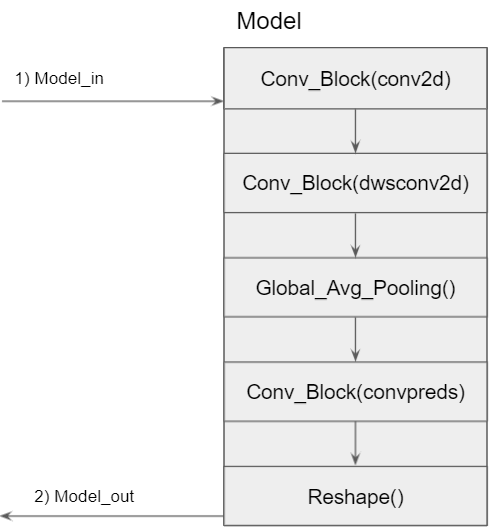 Model
1) Model_in
Conv_Block(conv2d)
Conv_Block(dwsconv2d)
Global_Avg_Pooling()
Conv_Block(convpreds)
2) Model_out
Reshape()